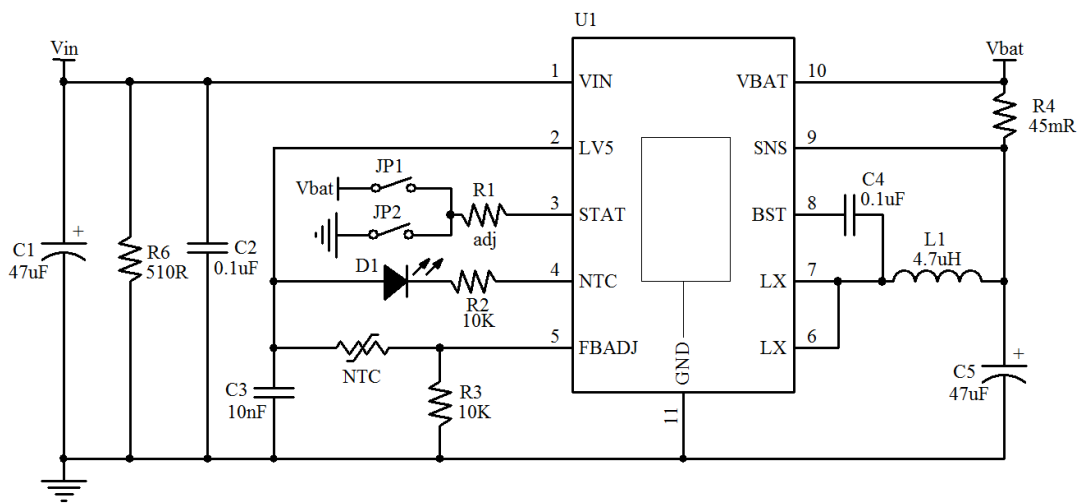 U1
Vin
Vbat
1
VIN
VBAT
10
R4
45mR
2
LV5
SNS
9
JP1
Vbat
R1
C4
0.1uF
JP2
adj
3
STAT
BST
8
C1
47uF
+
R6
510R
C2
0.1uF
D1
R2
10K
4
NTC
LX
7
L1
4.7uH
5
FBADJ
LX
6
NTC
GND
C3
10nF
R3
10K
11
C5
47uF
+